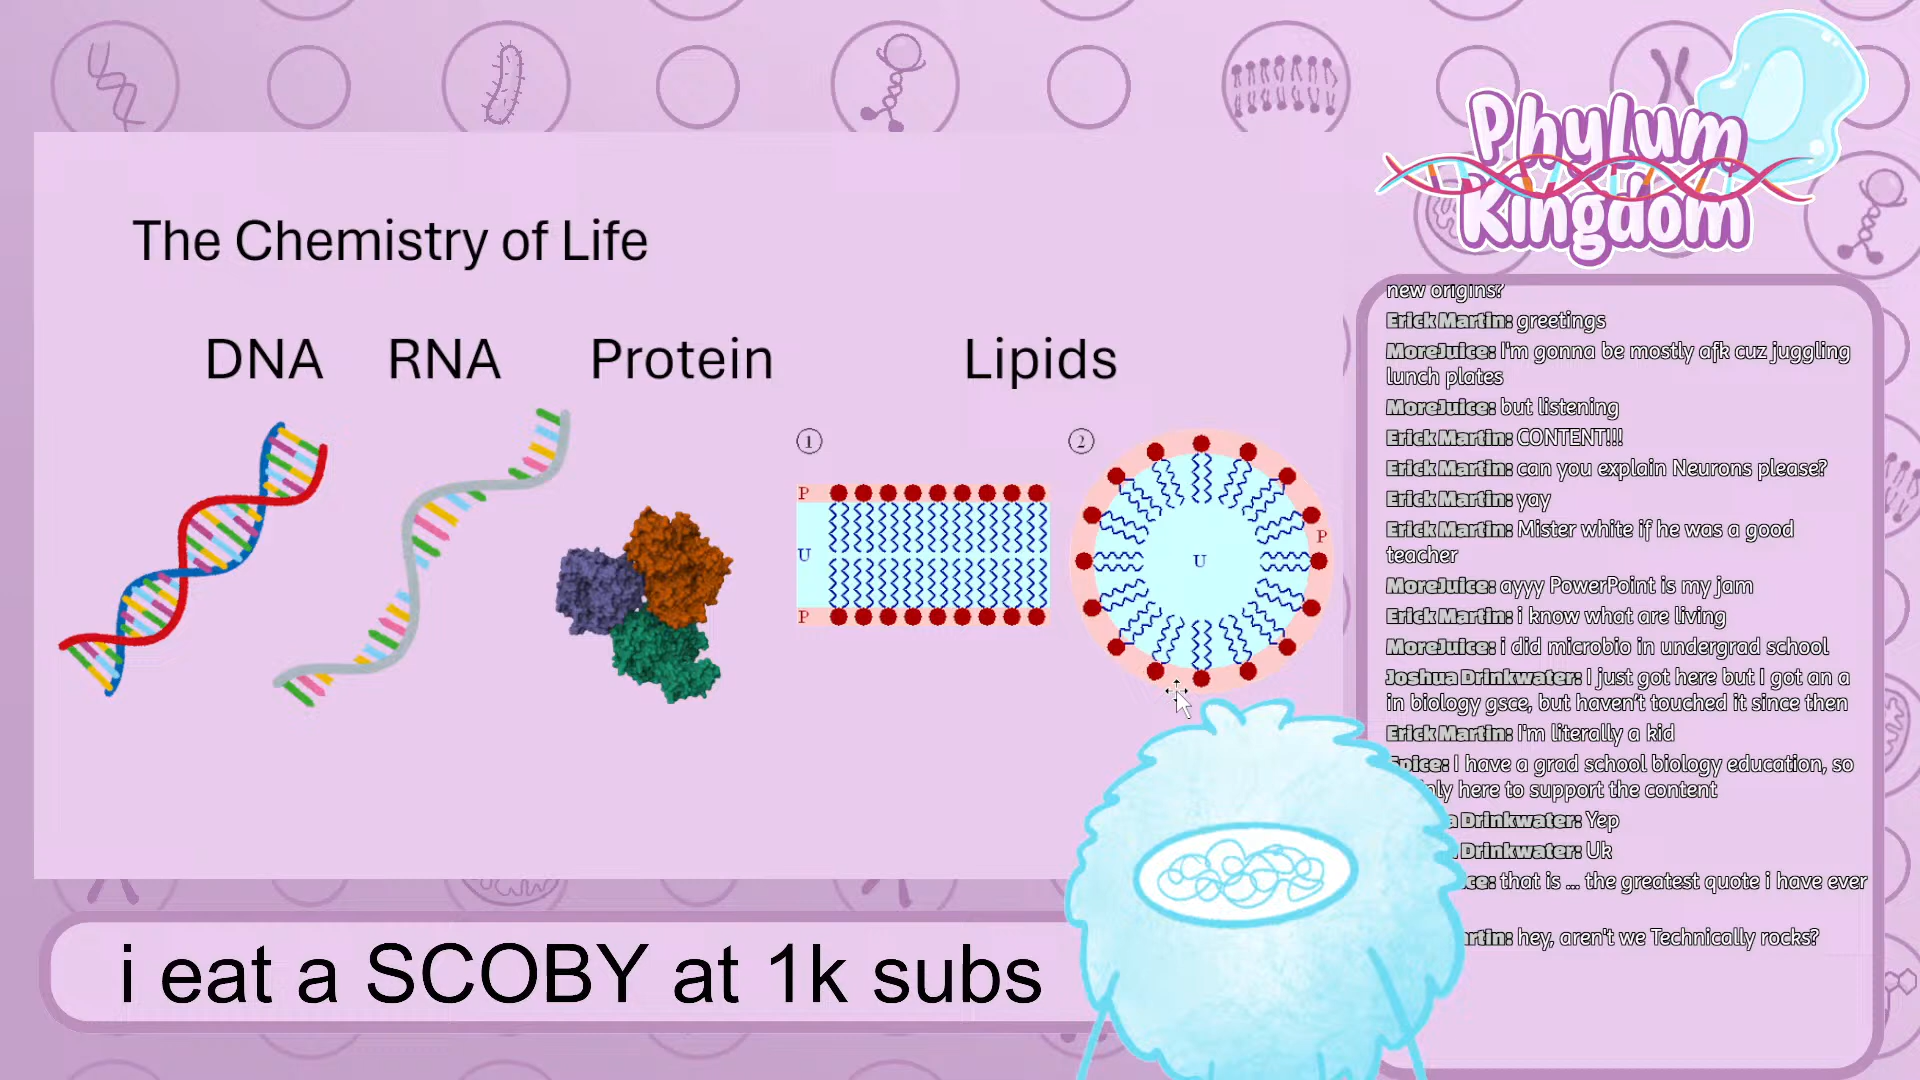 Phylum
Kingdom
The Chemistry of Life
DNA RNA Protein Lipids
1 2
P
U
P
P
U
new origins?
Erick Martin: greetings
MoreJuice: I'm gonna be mostly afk cuz juggling
lunch plates
MoreJuice: but listening
Erick Martin: CONTENT!!!
Erick Martin: can you explain Neurons please?
Erick Martin: yay
Erick Martin: Mister white if he was a good
teacher
MoreJuice: ayyy PowerPoint is my jam
Erick Martin: i know what are living
MoreJuice: i did microbio in undergrad school
Joshua Drinkwater: I just got here but I got an a
in biology gsce, but haven't touched it since then
Erick Martin: I'm literally a kid
Spice: I have a grad school biology education, so
here to support the content
Drinkwater: Yep
Drinkwater: Uk
that is ... the greatest quote i have ever
hey, aren't we Technically rocks?
i eat a SCOBY at 1k subs